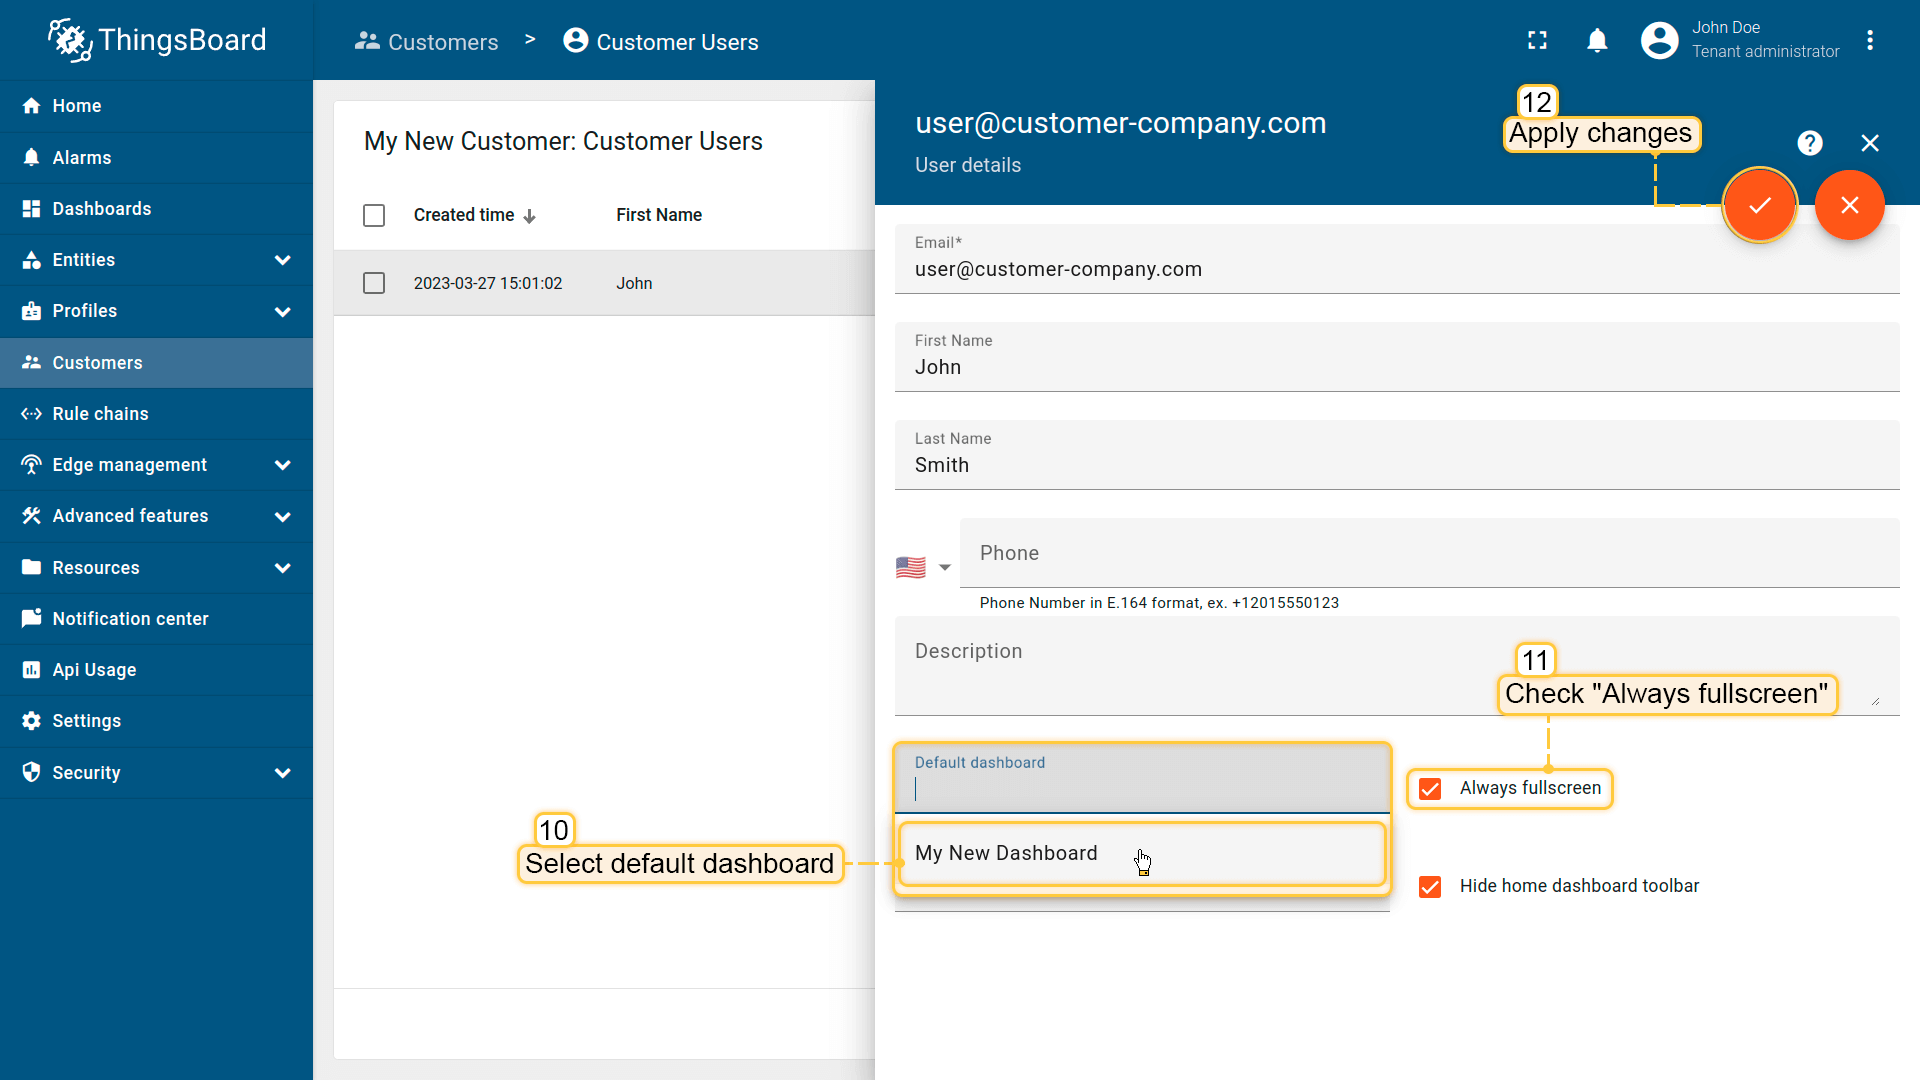 ThingsBoard
Customers > Customer Users
John Doe
Tenant administrator
Home
Alarms
Dashboards
Entities
Profiles
Customers
Rule chains
Edge management
Advanced features
Resources
Notification center
Api Usage
Settings
Security
My New Customer: Customer Users
Created time First Name
2023-03-27 15:01:02 John
user@customer-company.com
User details
12
Apply changes
Email*
user@customer-company.com
First Name
John
Last Name
Smith
Phone
Phone Number in E.164 format, ex. +12015550123
Description
11
Check "Always fullscreen"
Default dashboard
Always fullscreen
10
Select default dashboard
My New Dashboard
Hide home dashboard toolbar